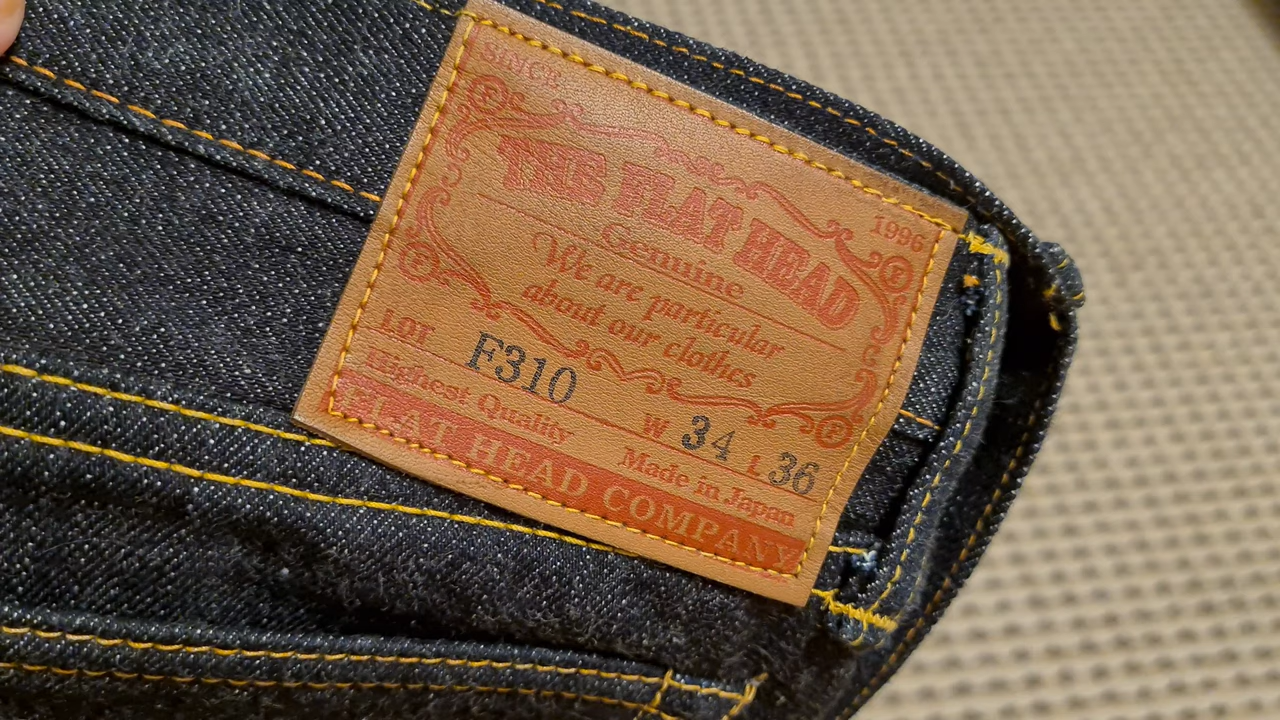 SINCE 1996
THE FLAT HEAD
Genuine
We are particular
about our clothes
LOT F310 W 34 L 36
Highest Quality Made in Japan
FLAT HEAD COMPANY